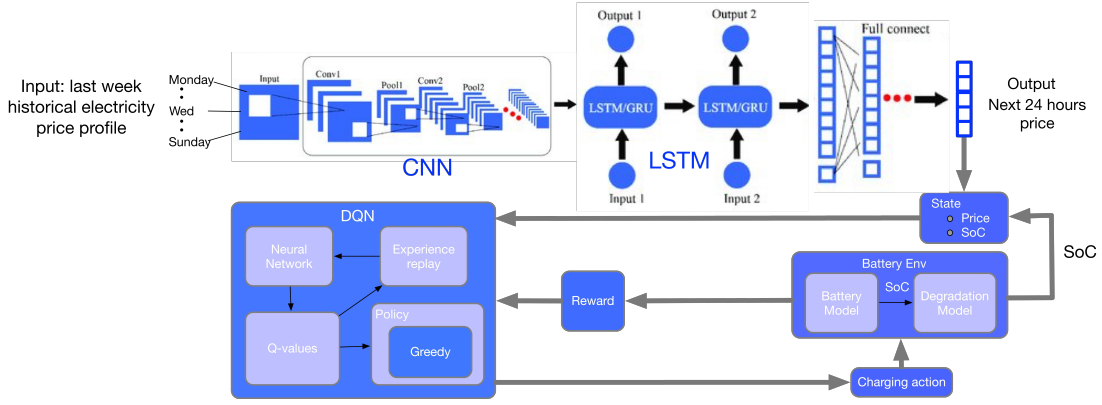 Input: last week
historical electricity
price profile
Monday
Wed
Sunday
Input
Conv1
Pool1
Conv2
Pool2
CNN
Output 1
Output 2
LSTM/GRU
LSTM/GRU
LSTM
Input 1
Input 2
Full connect
Output
Next 24 hours
price
State
Price
SoC
SoC
DQN
Neural
Network
Experience
replay
Q-values
Policy
Greedy
Reward
Battery Env
Battery
Model
SoC
Degradation
Model
Charging action